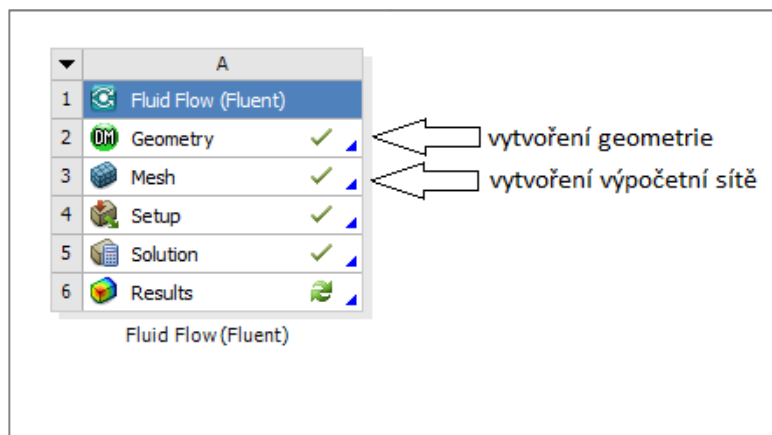 A
1 Fluid Flow (Fluent)
2 DM Geometry vytvoření geometrie
3 Mesh vytvoření výpočetní sítě
4 Setup
5 Solution
6 Results
Fluid Flow (Fluent)